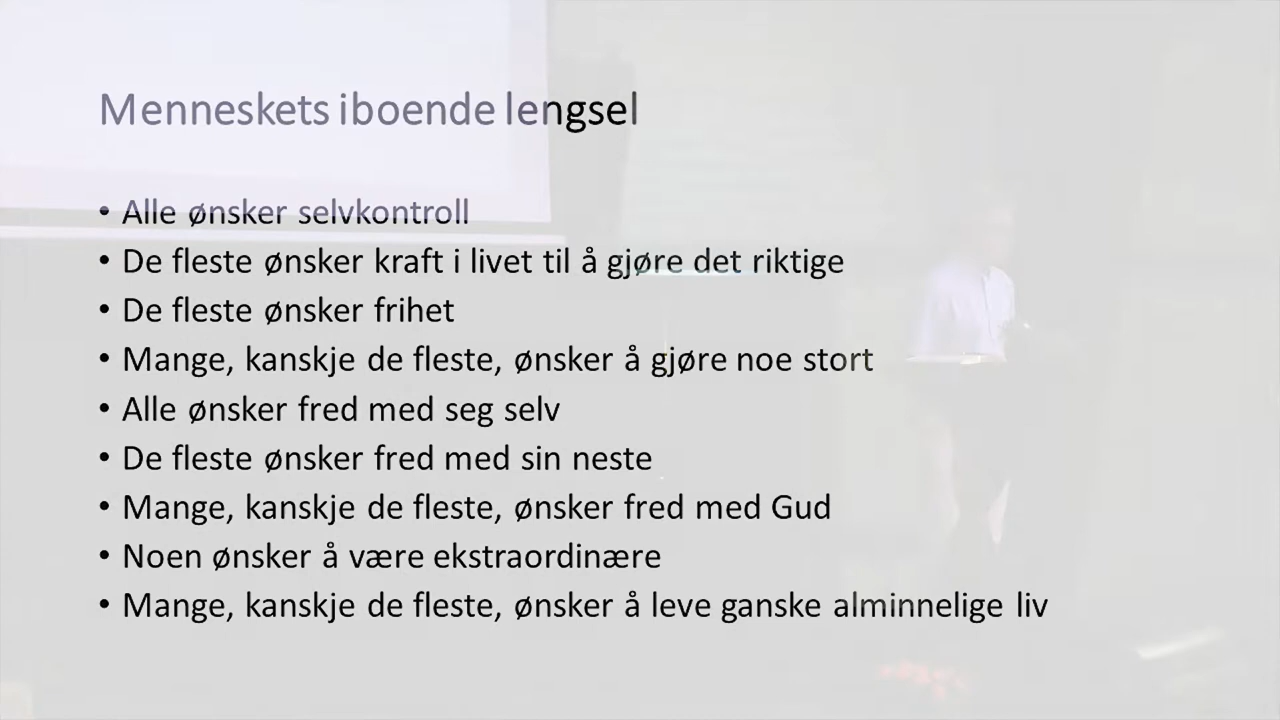 Menneskets iboende lengsel
• Alle ønsker selvkontroll
• De fleste ønsker kraft i livet til å gjøre det riktige
• De fleste ønsker frihet
• Mange, kanskje de fleste, ønsker å gjøre noe stort
• Alle ønsker fred med seg selv
• De fleste ønsker fred med sin neste
• Mange, kanskje de fleste, ønsker fred med Gud
• Noen ønsker å være ekstraordinære
• Mange, kanskje de fleste, ønsker å leve ganske alminnelige liv